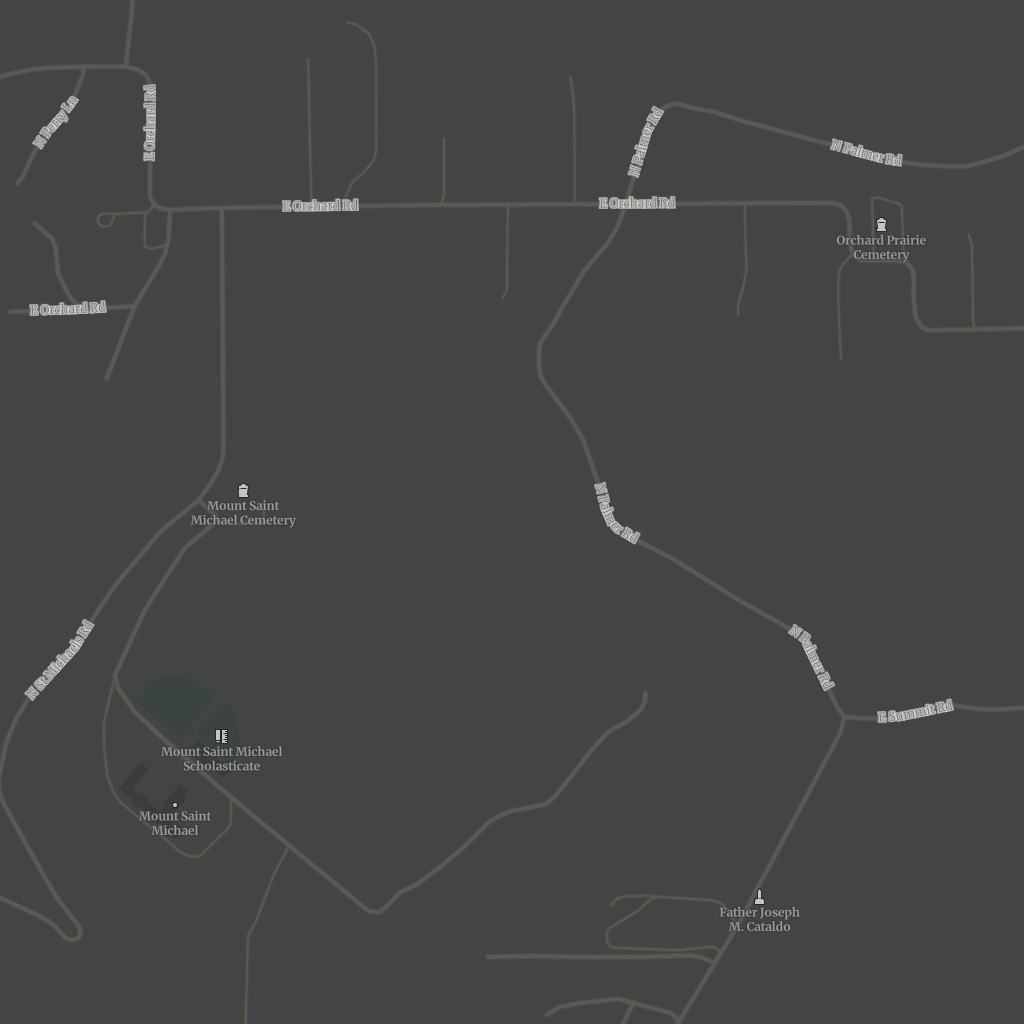 N Perry Ln
E Orchard Rd
N Palmer Rd
N Palmer Rd
E Orchard Rd
E Orchard Rd
Orchard Prairie
Cemetery
E Orchard Rd
Mount Saint
Michael Cemetery
N Palmer Rd
N St Michaels Rd
N Palmer Rd
E Summit Rd
Mount Saint Michael
Scholasticate
Mount Saint
Michael
Father Joseph
M. Cataldo